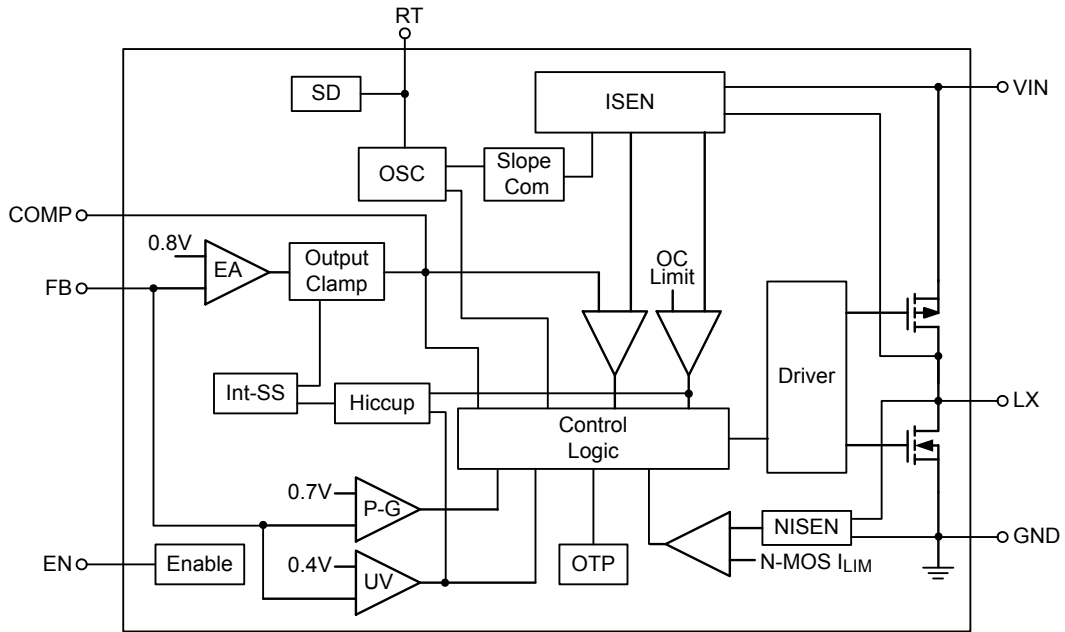 RT
SD
ISEN
VIN
OSC
Slope
Com
COMP
0.8V
EA
Output
Clamp
OC
Limit
FB
Driver
Int-SS
Hiccup
LX
Control
Logic
0.7V
P-G
NISEN
GND
EN
Enable
0.4V
UV
OTP
N-MOS ILIM